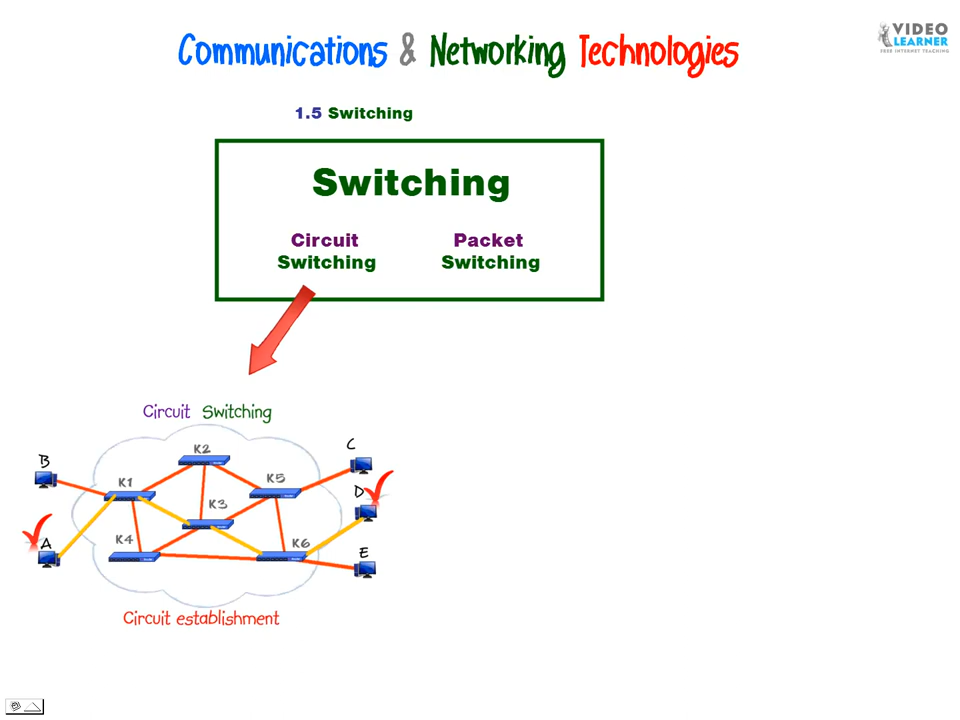 Communications & Networking Technologies
VIDEO
LEARNER
FREE INTERNET TEACHING
1.5 Switching
Switching
Circuit
Switching
Packet
Switching
Circuit Switching
B
K1
K2
C
K5
D
K3
A
K4
K6
E
Circuit establishment